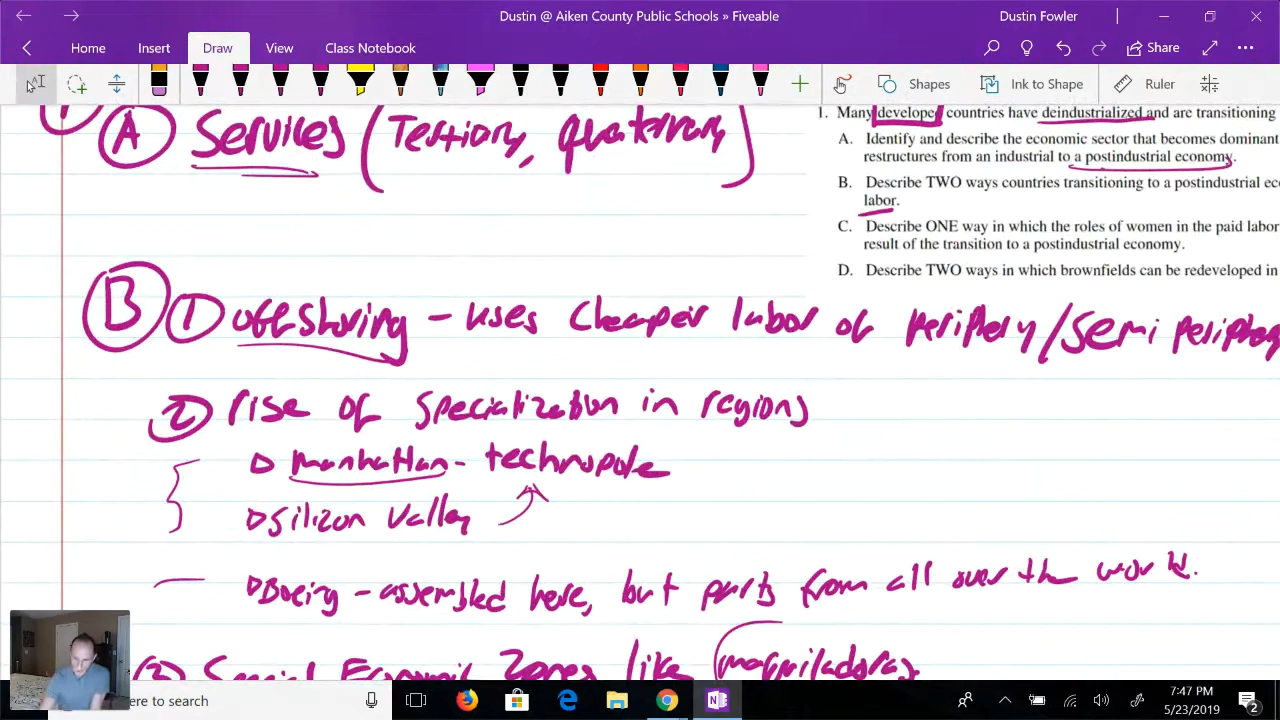 Dustin @ Aiken County Public Schools » Fiveable
Dustin Fowler
Home Insert Draw View Class Notebook
Share
Shapes
Ink to Shape
Ruler
A Services (Tertiary, quaternary)
1. Many developed countries have deindustrialized and are transitioning
A. Identify and describe the economic sector that becomes dominant
restructures from an industrial to a postindustrial economy.
B. Describe TWO ways countries transitioning to a postindustrial ec
labor.
C. Describe ONE way in which the roles of women in the paid labor
result of the transition to a postindustrial economy.
D. Describe TWO ways in which brownfields can be redeveloped in
B 1 offshoring - uses cheaper labor of periphery/semi periphery
2 rise of specialization in regions
manhattan - technopole
Silicon Valley
Boeing - assembled here, but parts from all over the world.
3 Special Economic Zones like (maquiladoras
ere to search
7:47 PM
5/23/2019
2